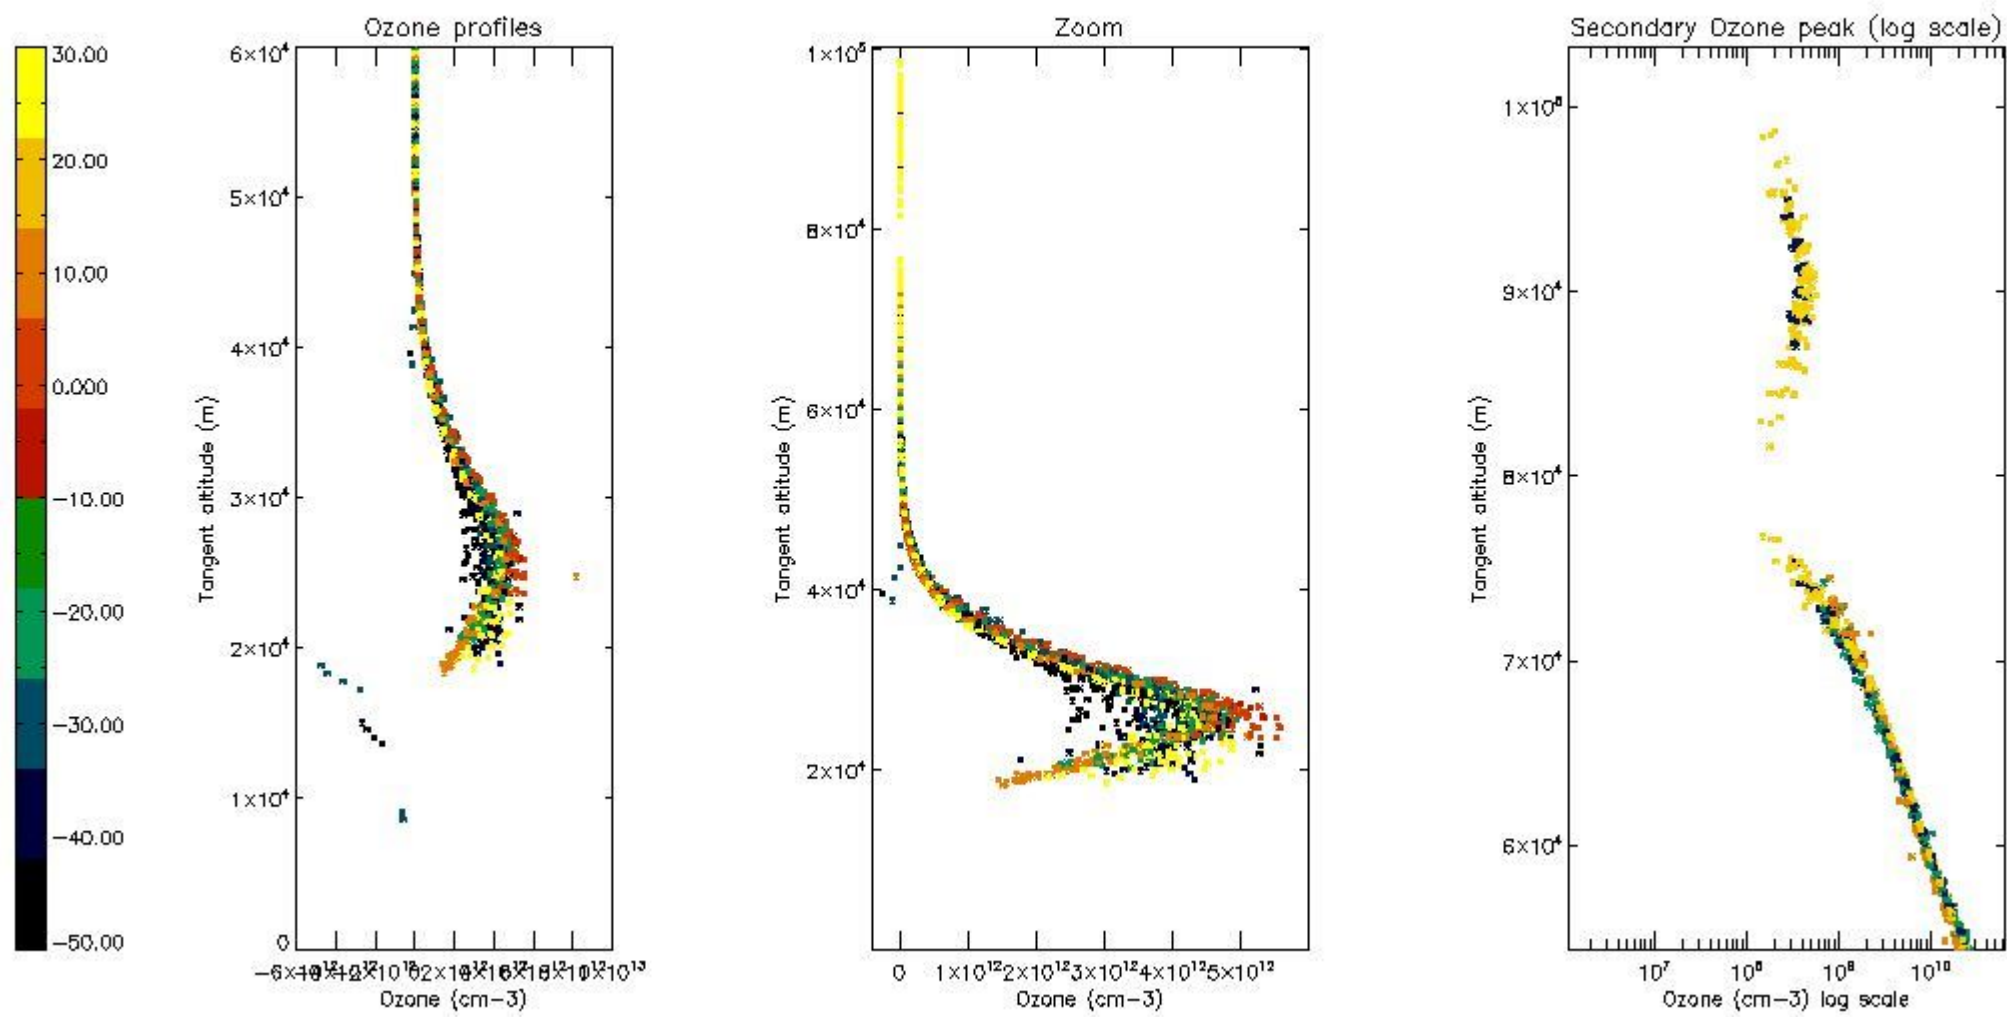 Ozone profiles
Zoom
Secondary Ozone peak (log scale)
30.00
20.00
10.00
0.000
−10.00
−20.00
−30.00
−40.00
−50.00
6×10⁴
5×10⁴
4×10⁴
3×10⁴
2×10⁴
1×10⁴
0
Tangent altitude (m)
Ozone (cm−3)
1×10⁵
8×10⁴
6×10⁴
4×10⁴
2×10⁴
Tangent altitude (m)
0 1×10¹² 2×10¹² 3×10¹² 4×10¹² 5×10¹²
Ozone (cm−3)
9×10⁴
8×10⁴
7×10⁴
6×10⁴
Tangent altitude (m)
10⁷ 10⁸ 10⁹ 10¹⁰
Ozone (cm−3) log scale